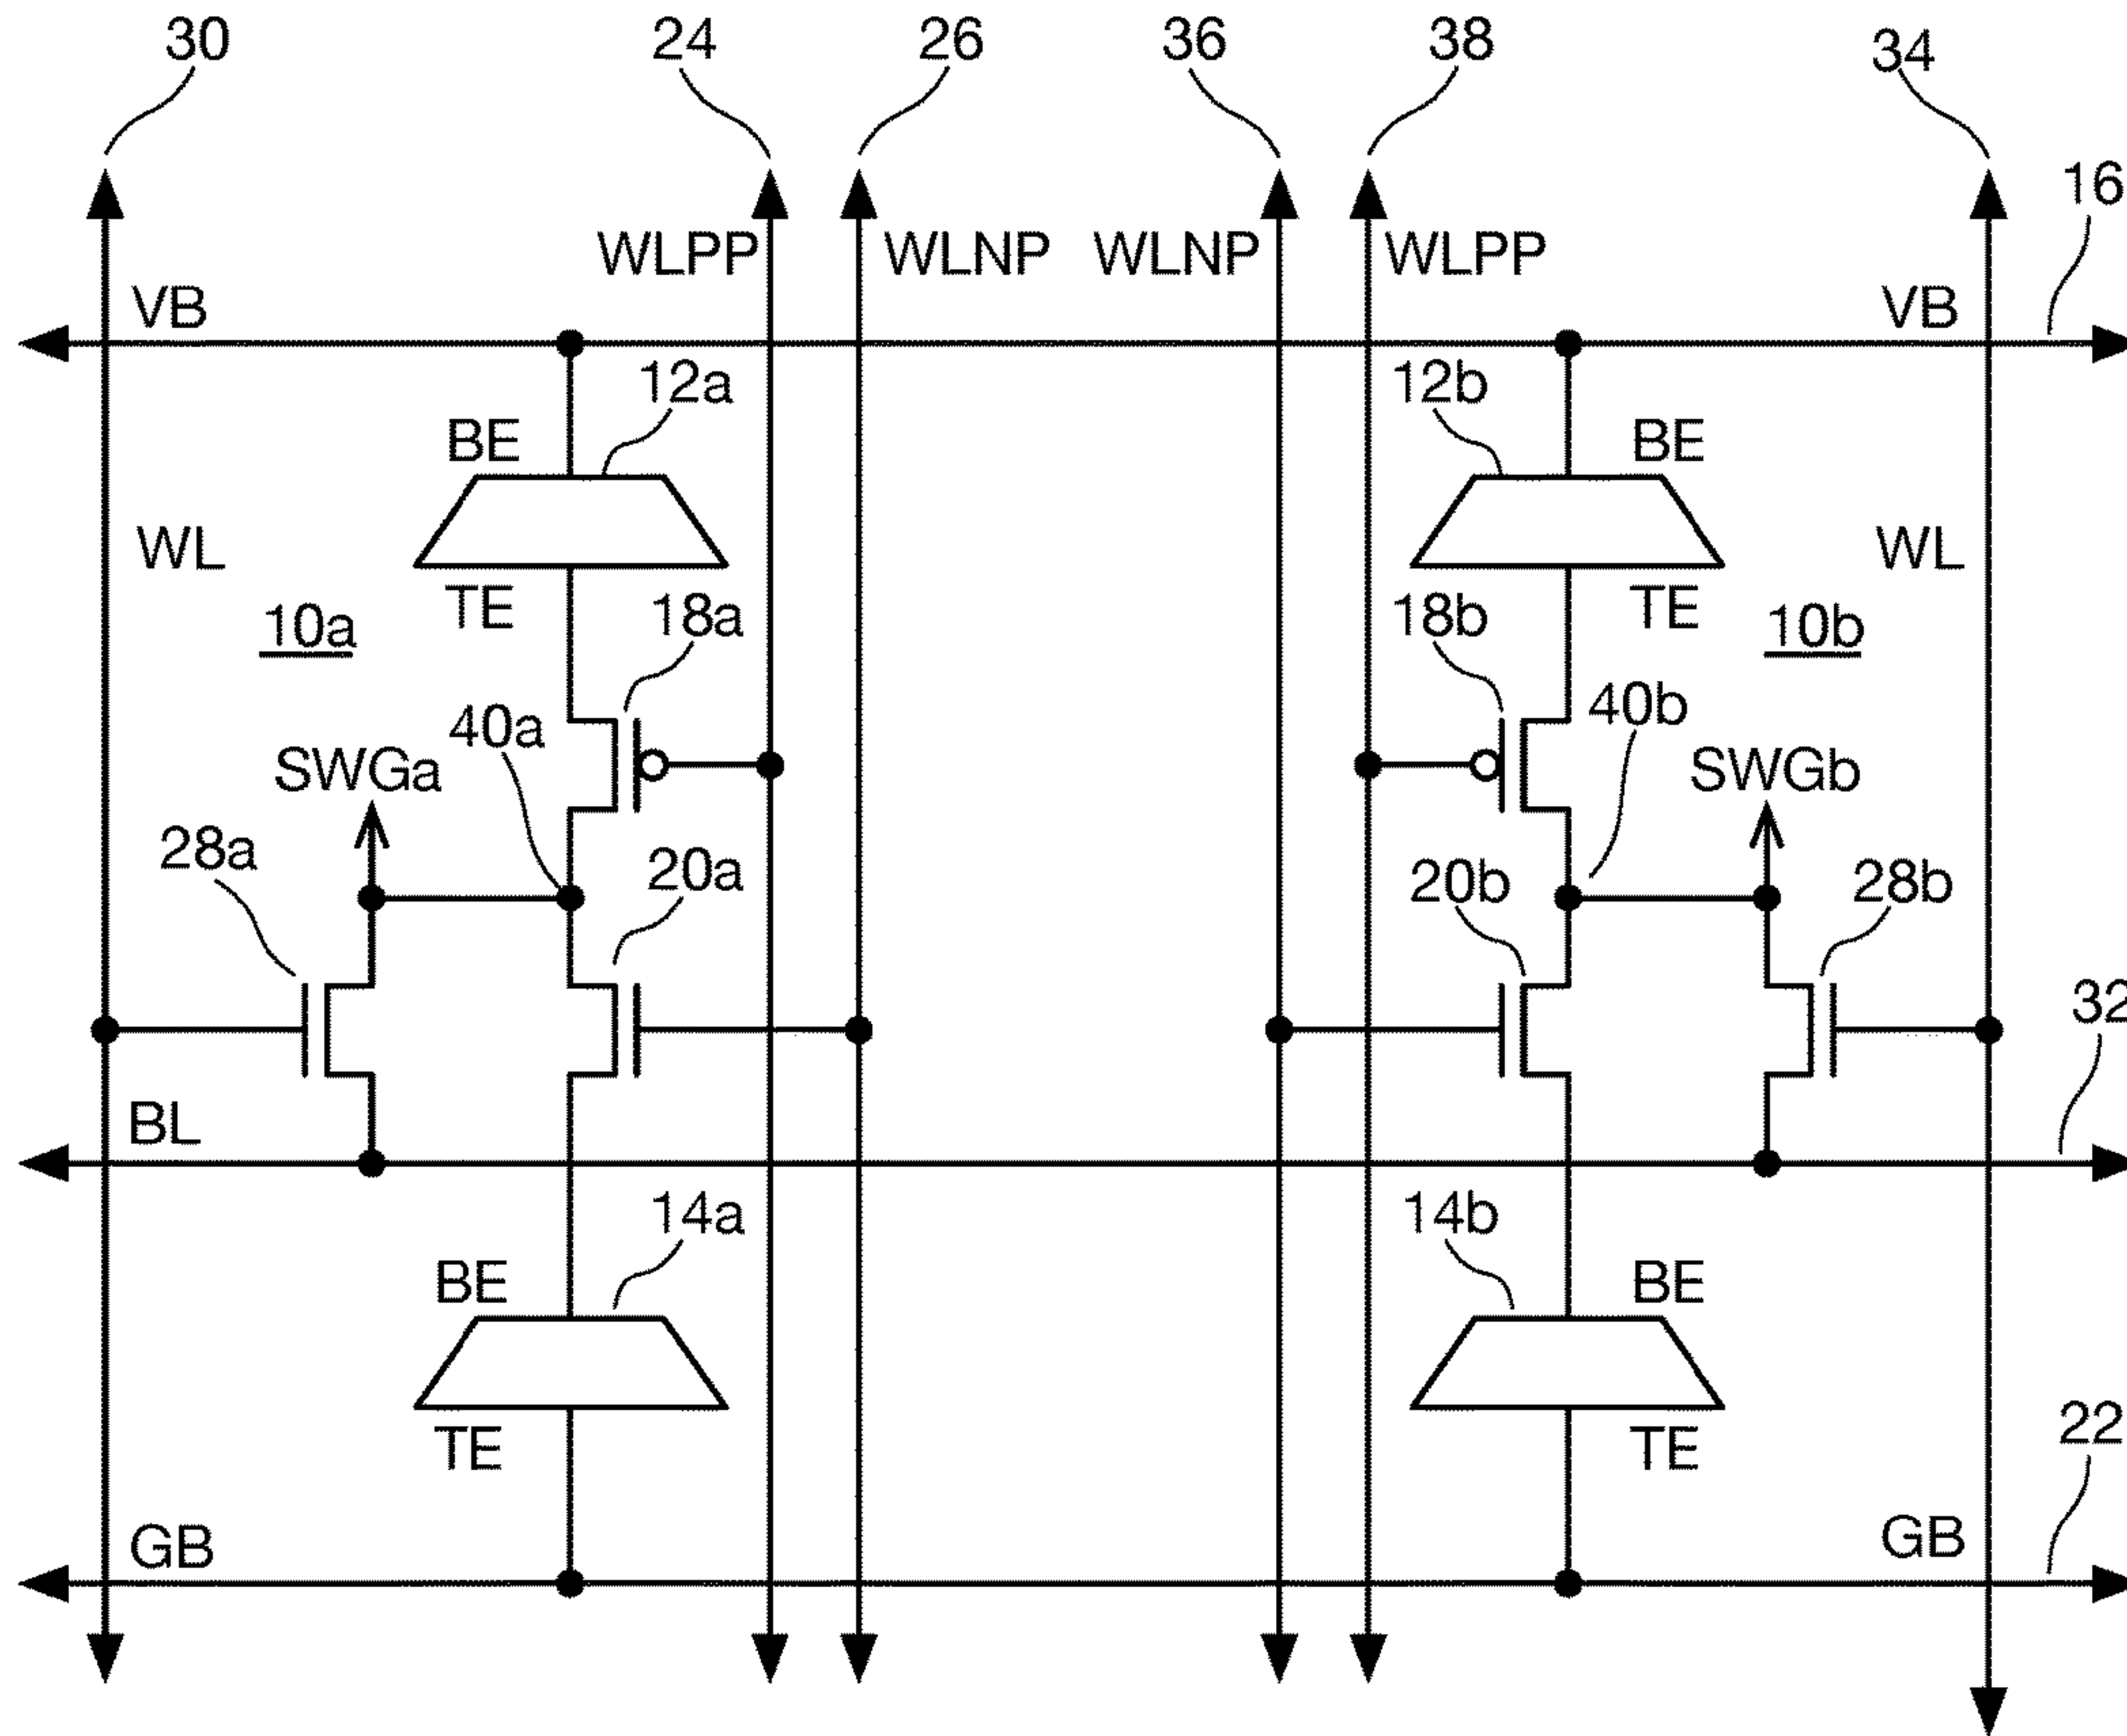 30 24 26 36 38 34
16
WLPP WLNP WLNP WLPP
VB VB
12a 12b
BE BE
WL WL
TE TE
10a 18a 18b 10b
40a 40b
SWGa SWGb
28a 20a 20b 28b
32
BL
14a 14b
BE BE
22
TE TE
GB GB